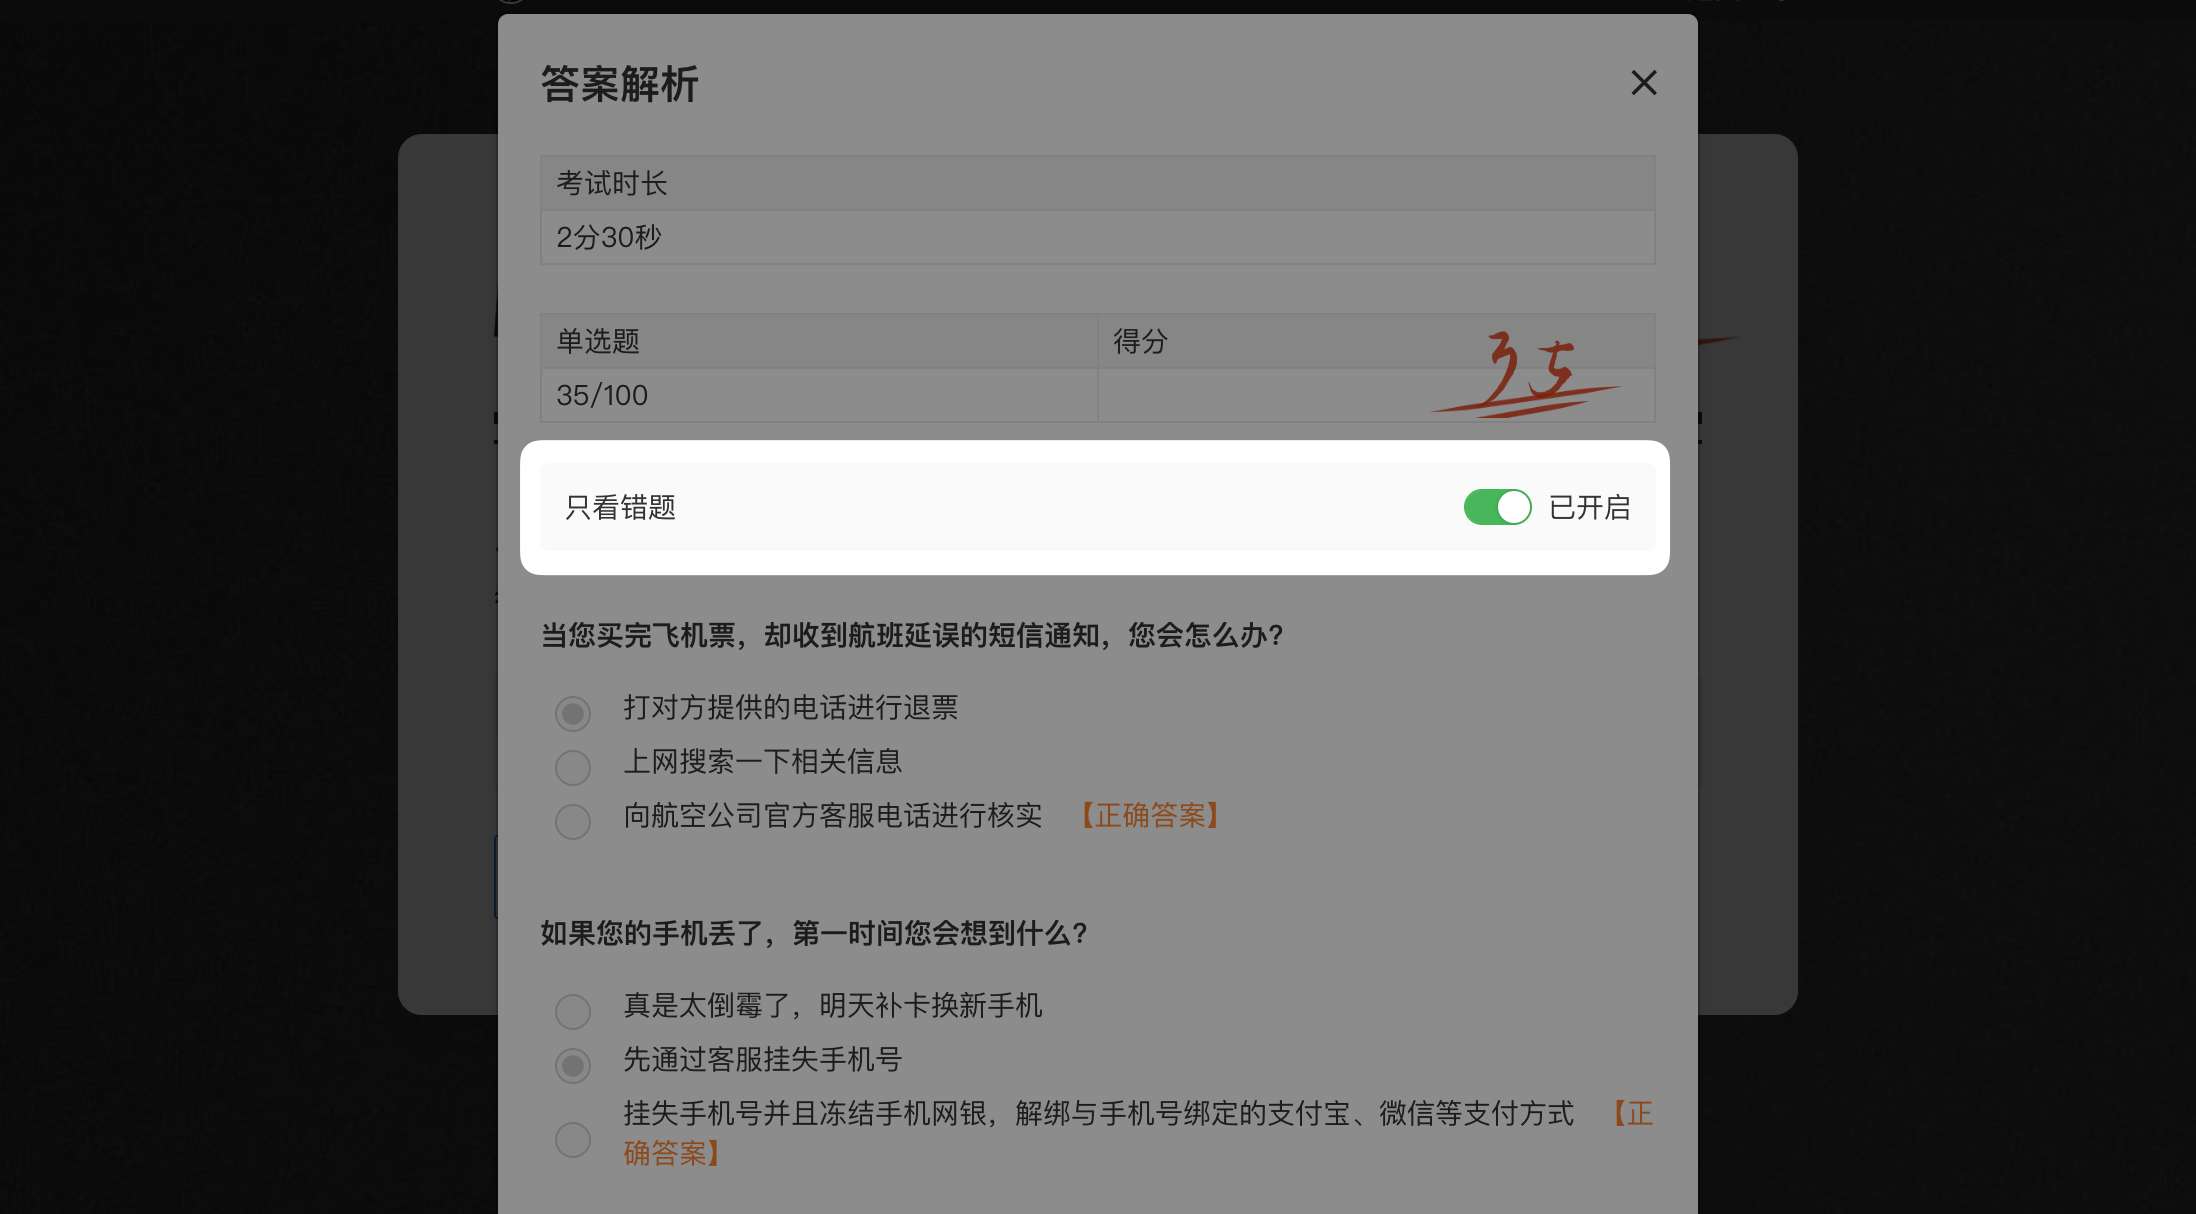 答案解析
考试时长
2分30秒
单选题
得分
35/100
35
只看错题
已开启
当您买完飞机票，却收到航班延误的短信通知，您会怎么办?
打对方提供的电话进行退票
上网搜索一下相关信息
向航空公司官方客服电话进行核实 【正确答案】
如果您的手机丢了，第一时间您会想到什么?
真是太倒霉了，明天补卡换新手机
先通过客服挂失手机号
挂失手机号并且冻结手机网银，解绑与手机号绑定的支付宝、微信等支付方式 【正
确答案】